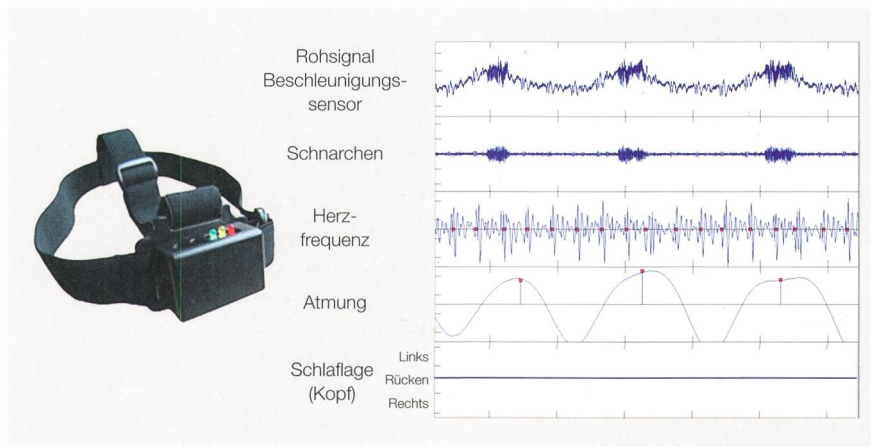 Rohsignal
Beschleunigungs-
sensor
Schnarchen
Herz-
frequenz
Atmung
Schlaflage
(Kopf)
Links
Rücken
Rechts